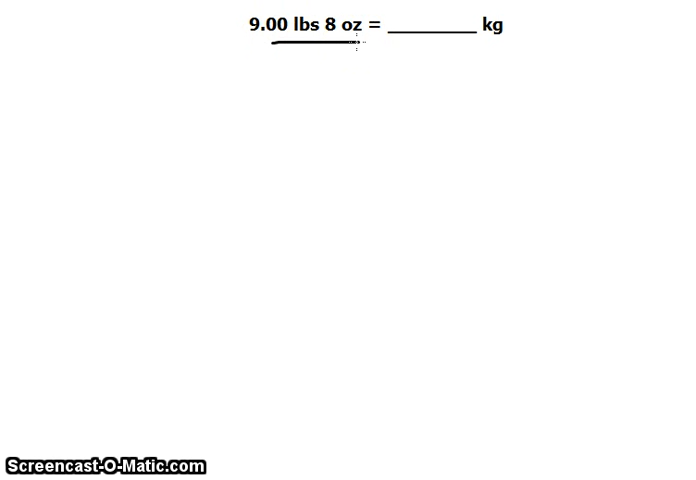 9.00 lbs 8 oz = _________ kg
Screencast-O-Matic.com